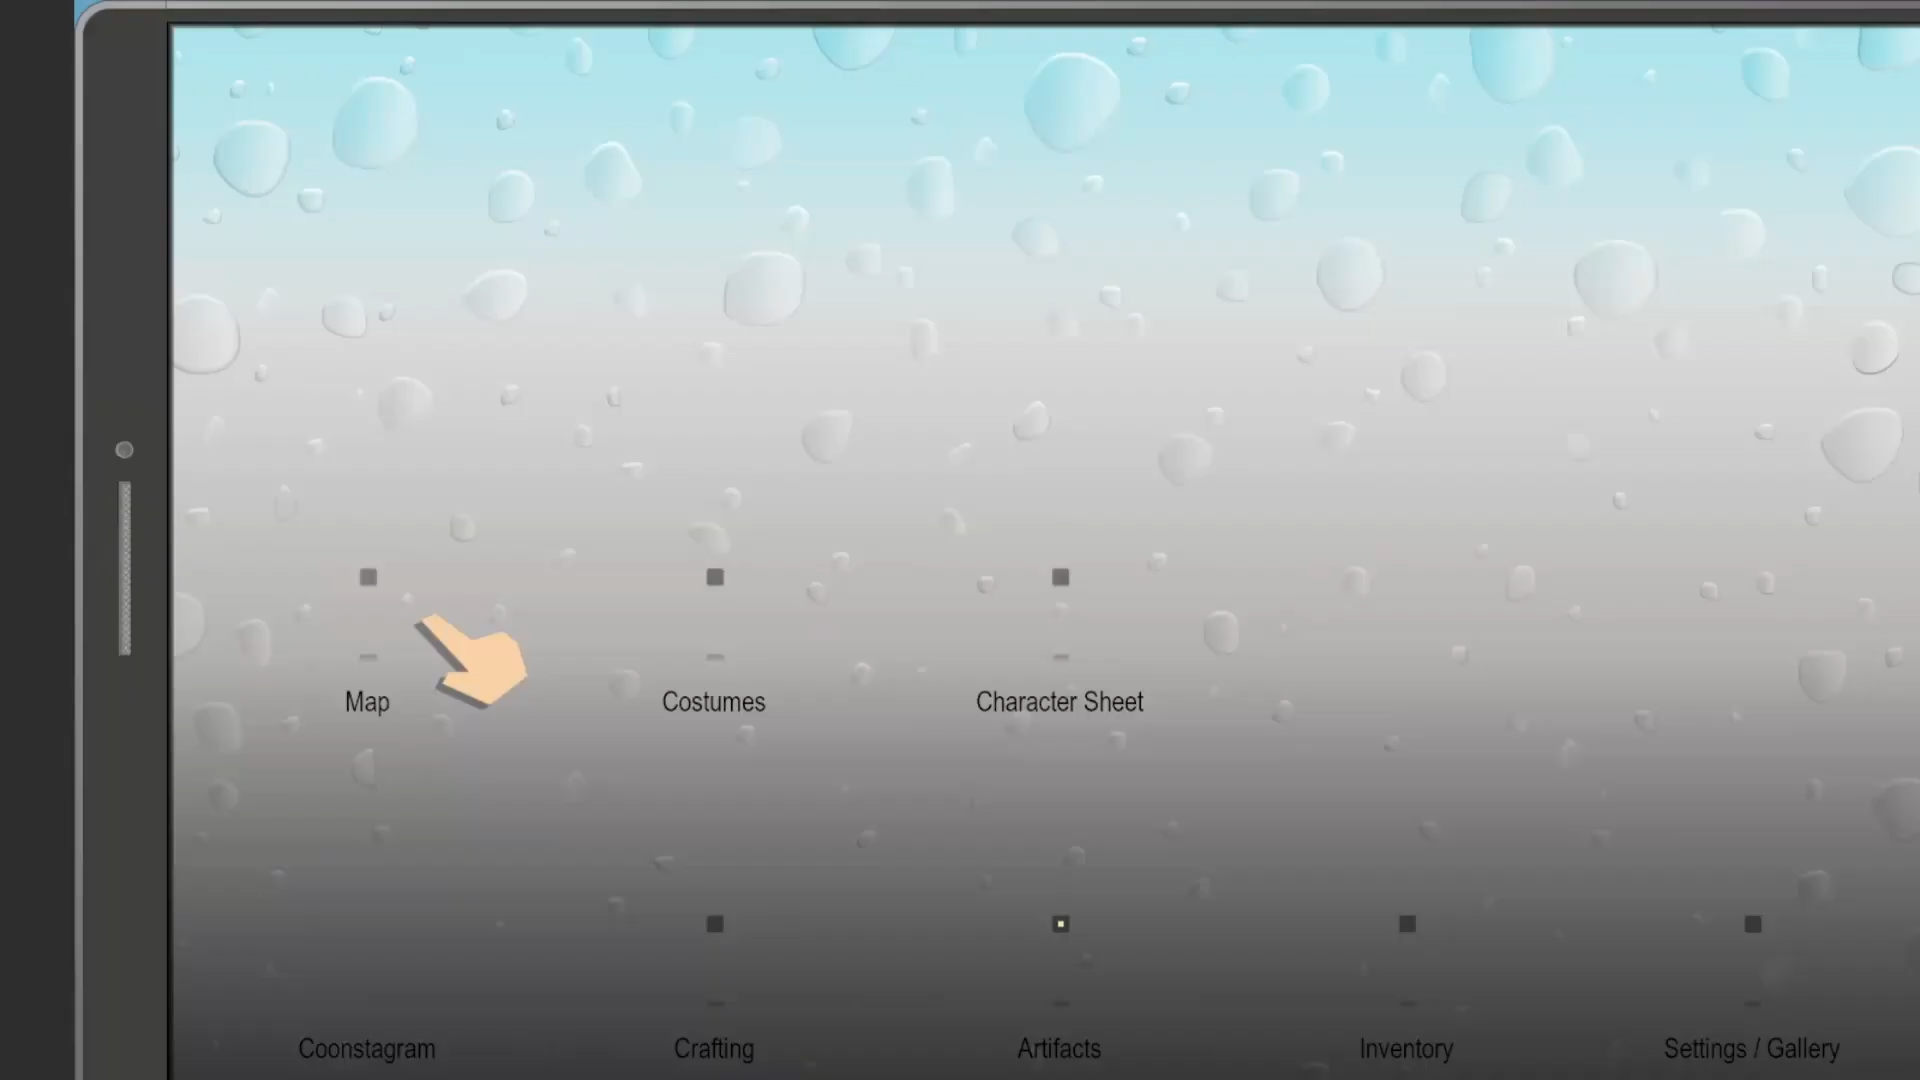 Map
Costumes
Character Sheet
Coonstagram
Crafting
Artifacts
Inventory
Settings / Gallery